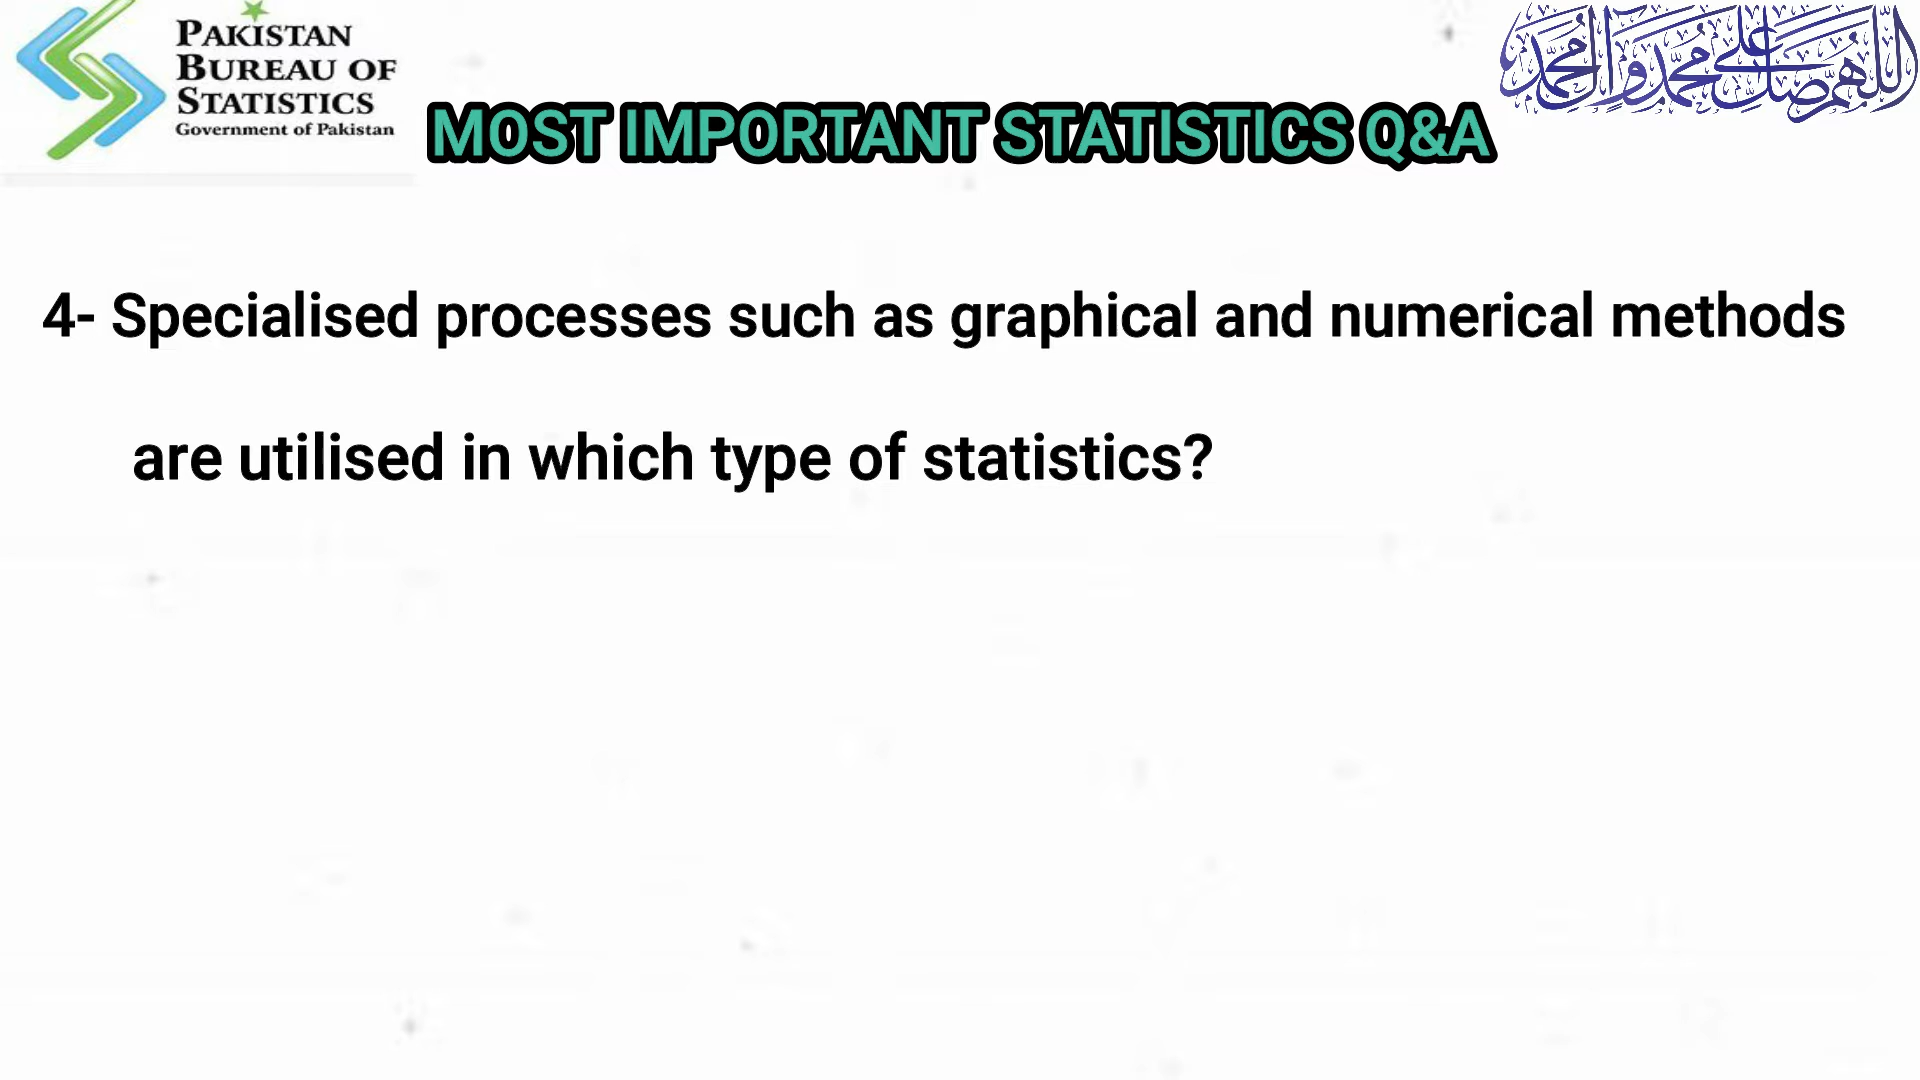 PAKISTAN
BUREAU OF
STATISTICS
Government of Pakistan
اللهم صل على محمد وآل محمد
MOST IMPORTANT STATISTICS Q&A
4- Specialised processes such as graphical and numerical methods
are utilised in which type of statistics?